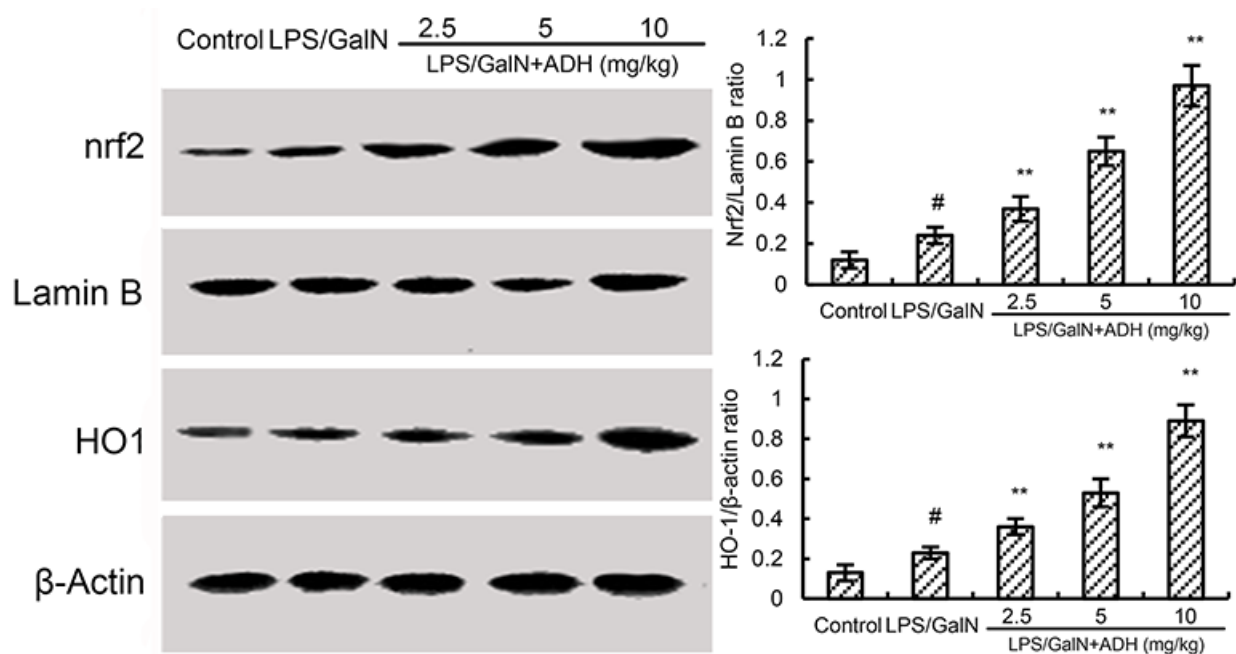 Control LPS/GalN 2.5 5 10
LPS/GalN+ADH (mg/kg)
nrf2
Lamin B
HO1
β-Actin
Nrf2/Lamin B ratio
1.2
1
0.8
0.6
0.4
0.2
0
#
**
**
**
Control LPS/GalN 2.5 5 10
LPS/GalN+ADH (mg/kg)
HO-1/β-actin ratio
1.2
1
0.8
0.6
0.4
0.2
0
#
**
**
**
Control LPS/GalN 2.5 5 10
LPS/GalN+ADH (mg/kg)